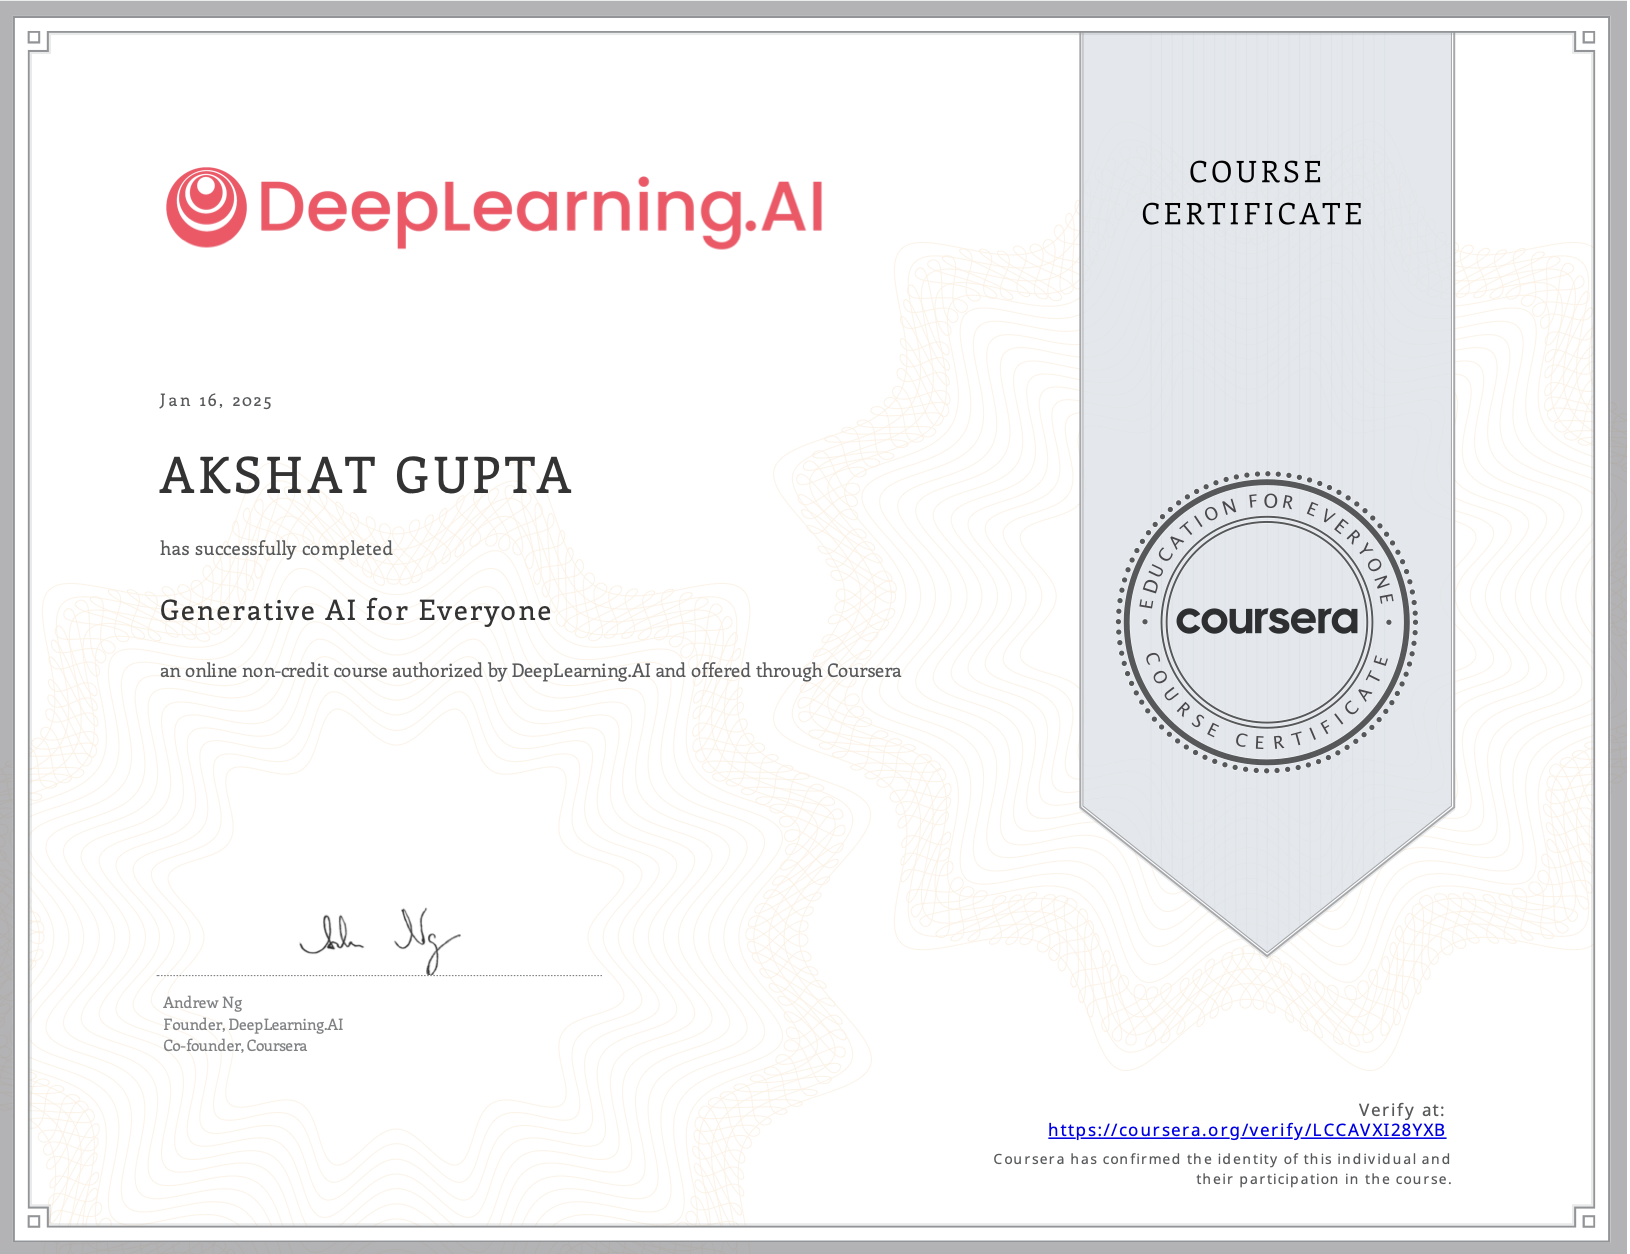 DeepLearning.AI
COURSE
CERTIFICATE
Jan 16, 2025
AKSHAT GUPTA
has successfully completed
Generative AI for Everyone
an online non-credit course authorized by DeepLearning.AI and offered through Coursera
EDUCATION FOR EVERYONE
coursera
COURSE CERTIFICATE
Andrew Ng
Founder, DeepLearning.AI
Co-founder, Coursera
Verify at:
https://coursera.org/verify/LCCAVXI28YXB
Coursera has confirmed the identity of this individual and
their participation in the course.